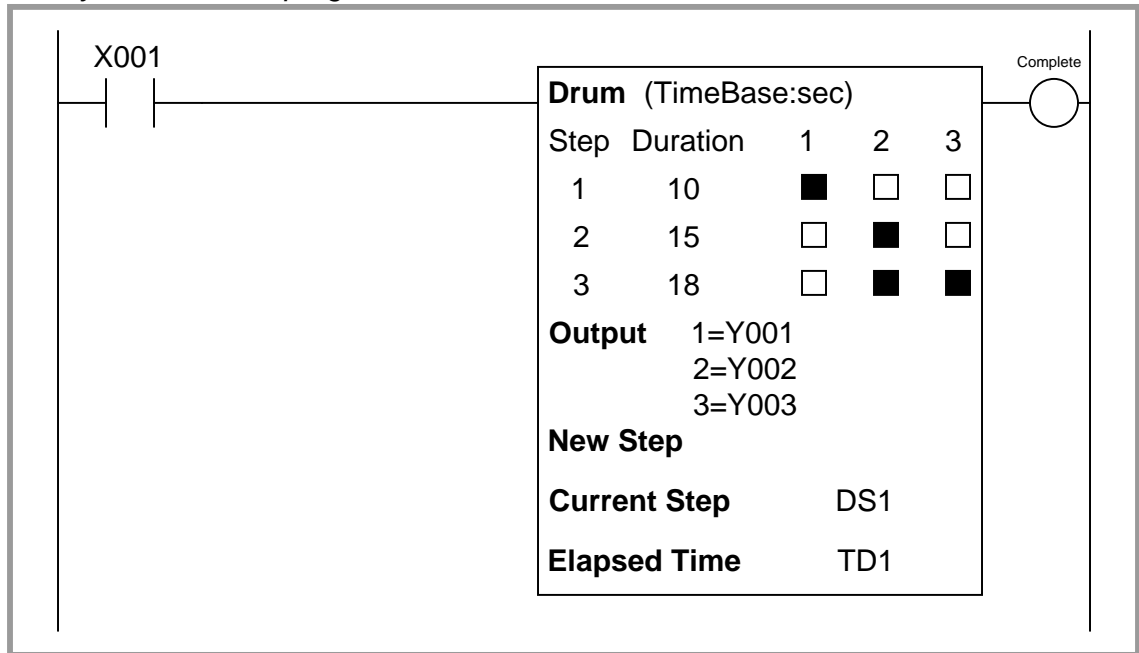 X001
Complete
Drum (TimeBase:sec)
Step Duration 1 2 3
1 10
2 15
3 18
Output 1=Y001
2=Y002
3=Y003
New Step
Current Step DS1
Elapsed Time TD1